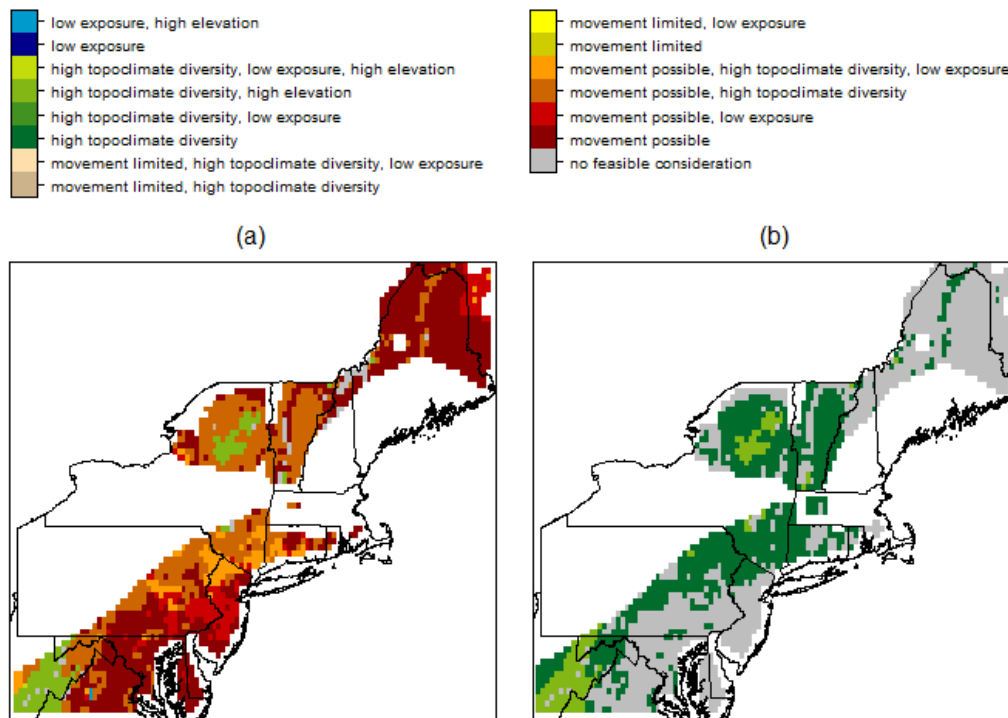 low exposure, high elevation
low exposure
high topoclimate diversity, low exposure, high elevation
high topoclimate diversity, high elevation
high topoclimate diversity, low exposure
high topoclimate diversity
movement limited, high topoclimate diversity, low exposure
movement limited, high topoclimate diversity
movement limited, low exposure
movement limited
movement possible, high topoclimate diversity, low exposure
movement possible, high topoclimate diversity
movement possible, low exposure
movement possible
no feasible consideration
(a)
(b)